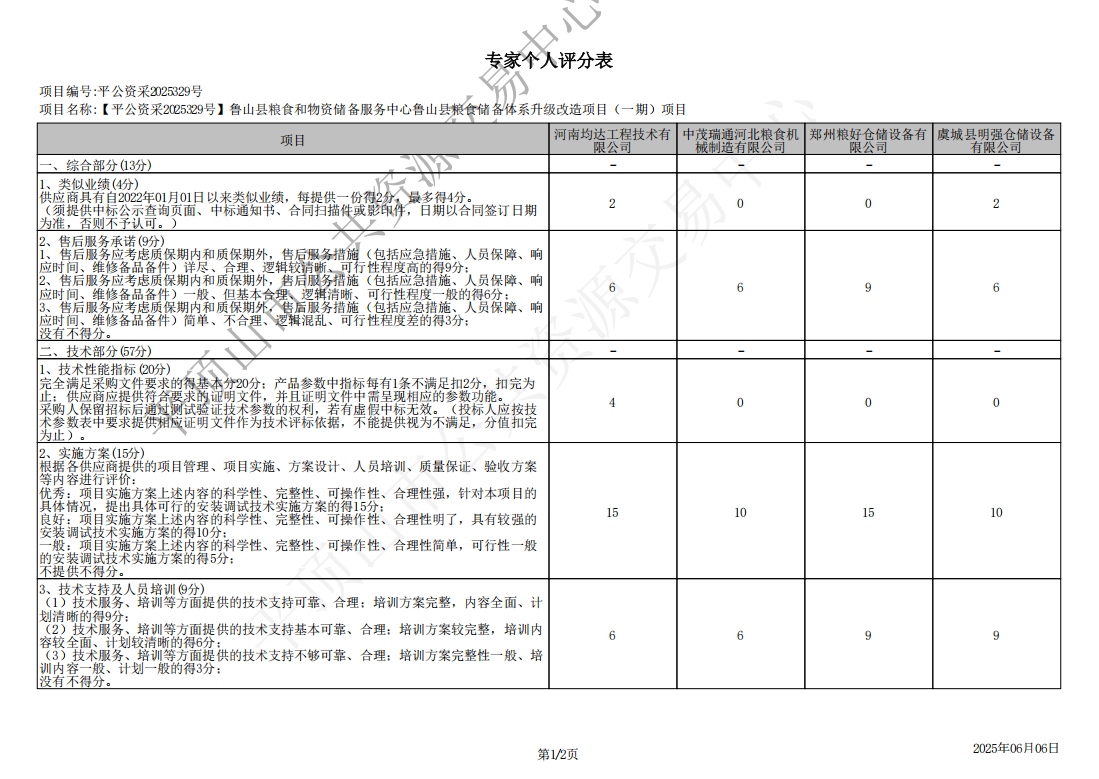 专家个人评分表
项目编号:平公资采2025329号
项目名称:【平公资采2025329号】鲁山县粮食和物资储备服务中心鲁山县粮食储备体系升级改造项目（一期）项目
项目
河南均达工程技术有限公司
中茂瑞通河北粮食机械制造有限公司
郑州粮好仓储设备有限公司
虞城县明强仓储设备有限公司
一、综合部分(13分) － － － －
1、类似业绩(4分)
供应商具有自2022年01月01日以来类似业绩，每提供一份得2分，最多得4分。
（须提供中标公示查询页面、中标通知书、合同扫描件或影印件，日期以合同签订日期
为准，否则不予认可。）
2 0 0 2
2、售后服务承诺(9分)
1、售后服务应考虑质保期内和质保期外，售后服务措施（包括应急措施、人员保障、响
应时间、维修备品备件）详尽、合理、逻辑较清晰、可行性程度高的得9分；
2、售后服务应考虑质保期内和质保期外，售后服务措施（包括应急措施、人员保障、响
应时间、维修备品备件）一般、但基本合理、逻辑清晰、可行性程度一般的得6分；
3、售后服务应考虑质保期内和质保期外，售后服务措施（包括应急措施、人员保障、响
应时间、维修备品备件）简单、不合理、逻辑混乱、可行性程度差的得3分；
没有不得分。
6 6 9 6
二、技术部分(57分) － － － －
1、技术性能指标(20分)
完全满足采购文件要求的得基本分20分；产品参数中指标每有1条不满足扣2分，扣完为
止；供应商应提供符合要求的证明文件，并且证明文件中需呈现相应的参数功能。
采购人保留招标后通过测试验证技术参数的权利，若有虚假中标无效。（投标人应按技
术参数表中要求提供相应证明文件作为技术评标依据，不能提供视为不满足，分值扣完
为止）。
4 0 0 0
2、实施方案(15分)
根据各供应商提供的项目管理、项目实施、方案设计、人员培训、质量保证、验收方案
等内容进行评价：
优秀：项目实施方案上述内容的科学性、完整性、可操作性、合理性强，针对本项目的
具体情况，提出具体可行的安装调试技术实施方案的得15分；
良好：项目实施方案上述内容的科学性、完整性、可操作性、合理性明了，具有较强的
安装调试技术实施方案的得10分；
一般：项目实施方案上述内容的科学性、完整性、可操作性、合理性简单，可行性一般
的安装调试技术实施方案的得5分；
不提供不得分。
15 10 15 10
3、技术支持及人员培训(9分)
（1）技术服务、培训等方面提供的技术支持可靠、合理；培训方案完整，内容全面、计
划清晰的得9分；
（2）技术服务、培训等方面提供的技术支持基本可靠、合理；培训方案较完整，培训内
容较全面、计划较清晰的得6分；
（3）技术服务、培训等方面提供的技术支持不够可靠、合理；培训方案完整性一般、培
训内容一般、计划一般的得3分；
没有不得分。
6 6 9 9
平顶山市公共资源交易中心
平顶山市公共资源交易中心
第1/2页
2025年06月06日